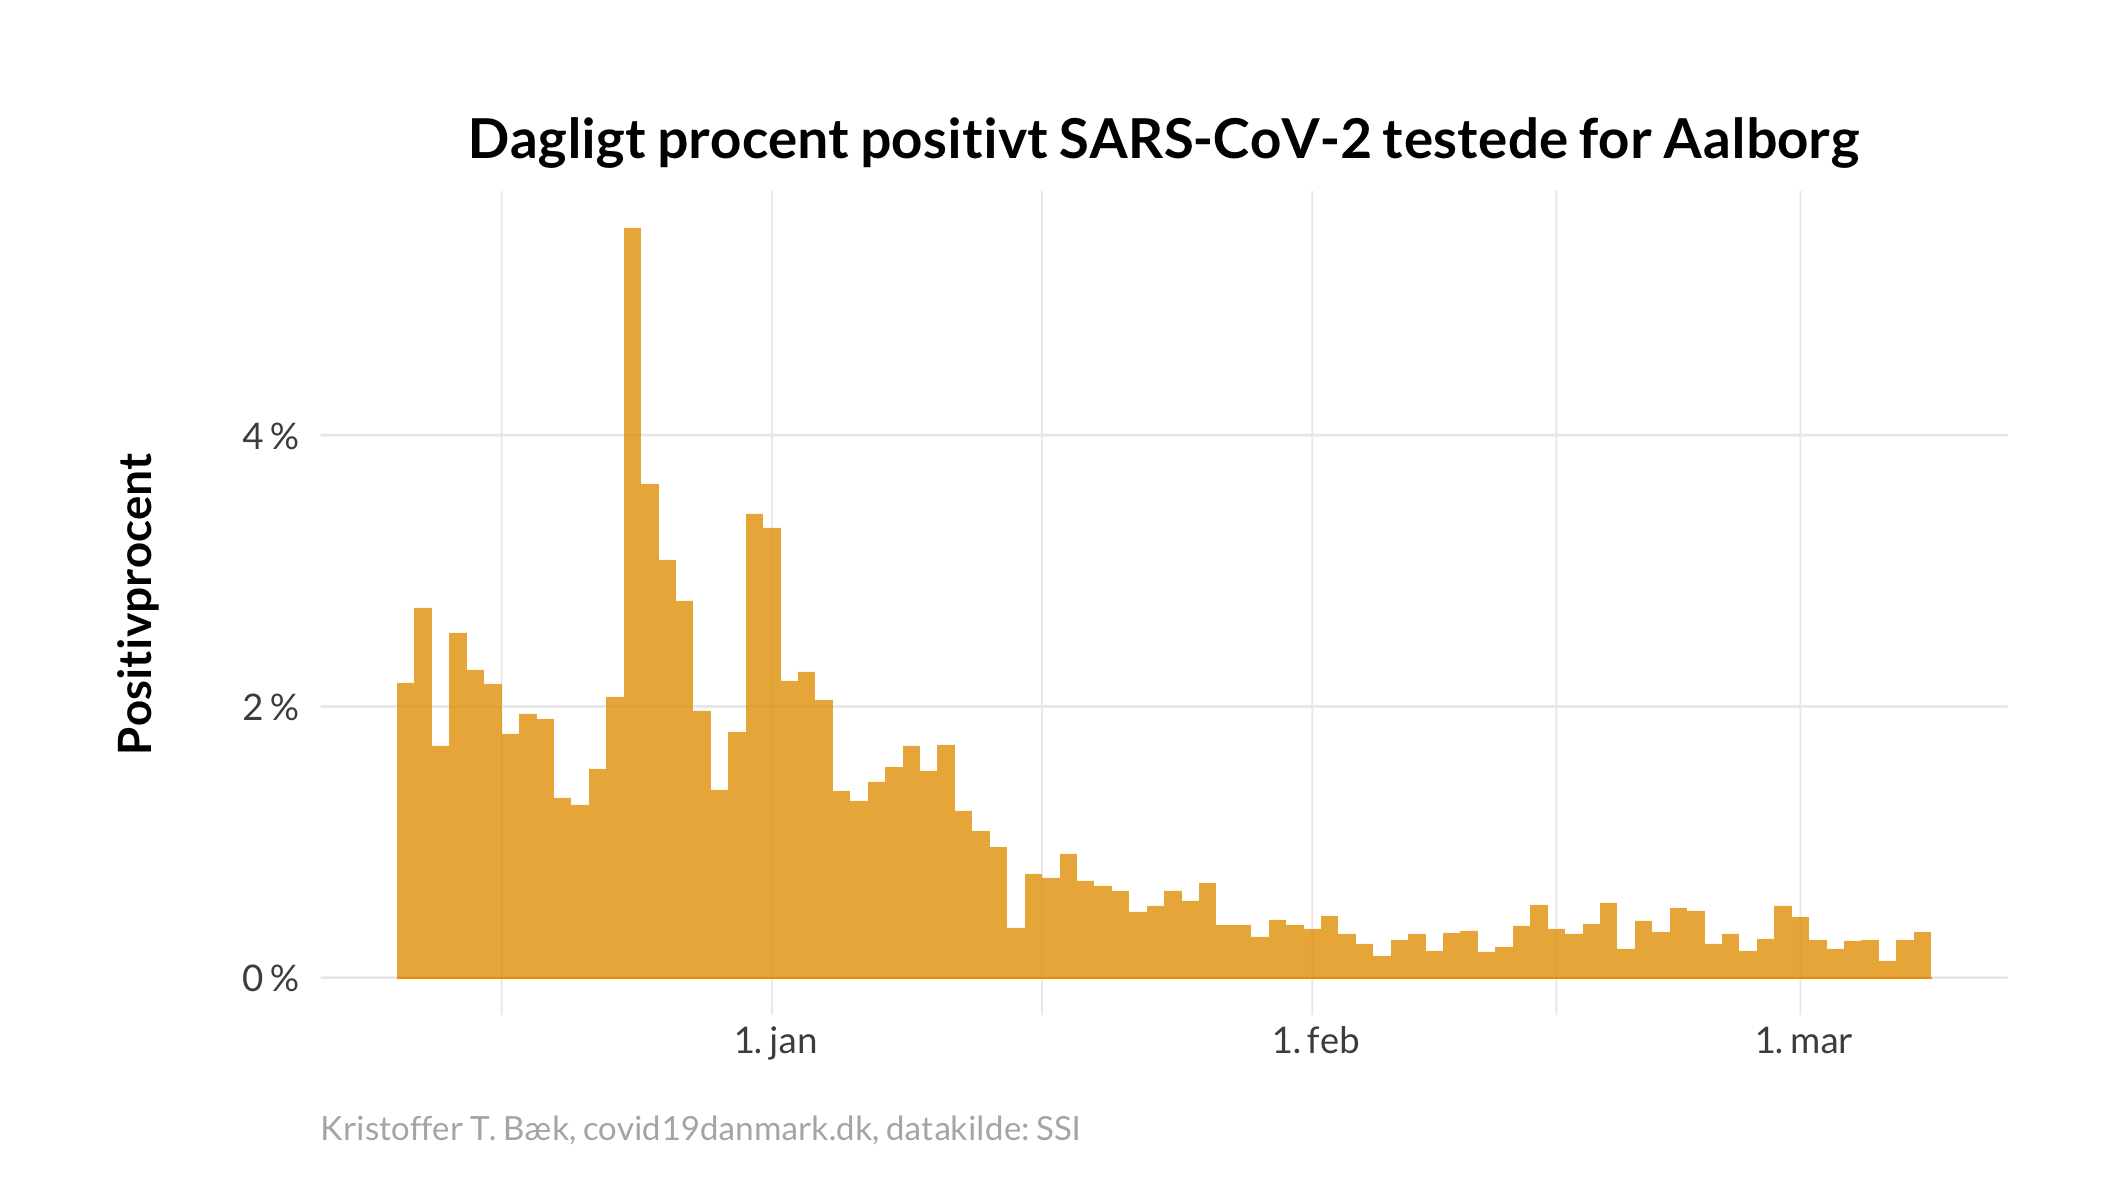 Dagligt procent positivt SARS-CoV-2 testede for Aalborg
Positivprocent
4 %
2 %
0 %
1. jan
1. feb
1. mar
Kristoffer T. Bæk, covid19danmark.dk, datakilde: SSI